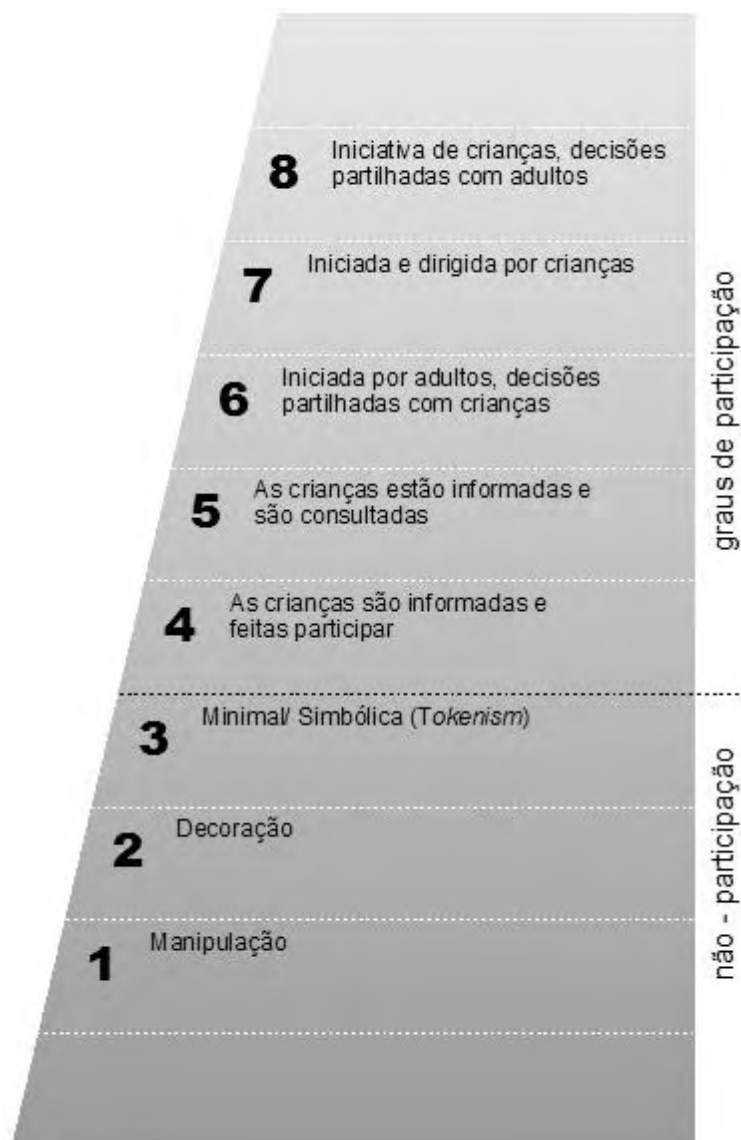 8
Iniciativa de crianças, decisões
partilhadas com adultos
7
Iniciada e dirigida por crianças
6
Iniciada por adultos, decisões
partilhadas com crianças
5
As crianças estão informadas e
são consultadas
4
As crianças são informadas e
feitas participar
3
Minimal/ Simbólica (Tokenism)
2
Decoração
1
Manipulação
graus de participação
não - participação